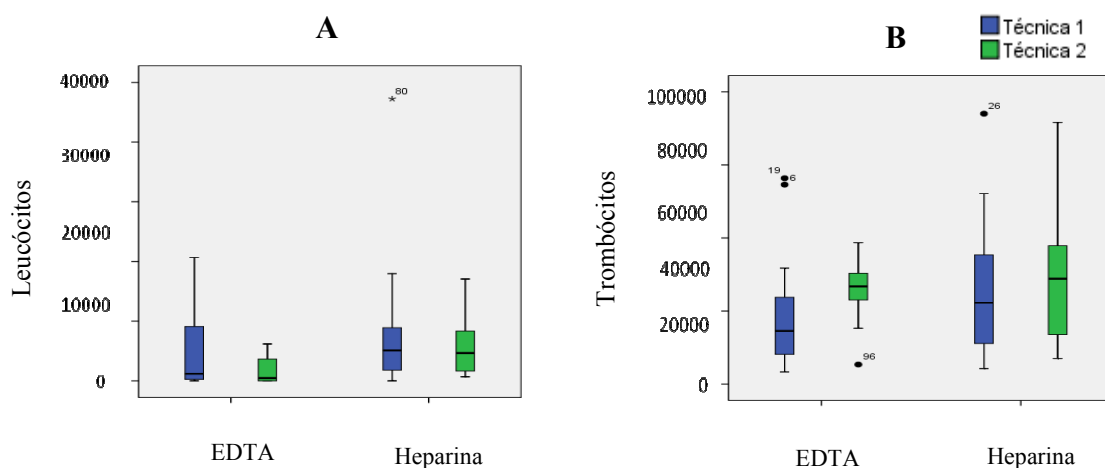 A
Leucócitos
40000
30000
20000
10000
0
80
EDTA
Heparina
B
Técnica 1
Técnica 2
Trombócitos
100000
80000
60000
40000
20000
0
19
6
96
26
EDTA
Heparina